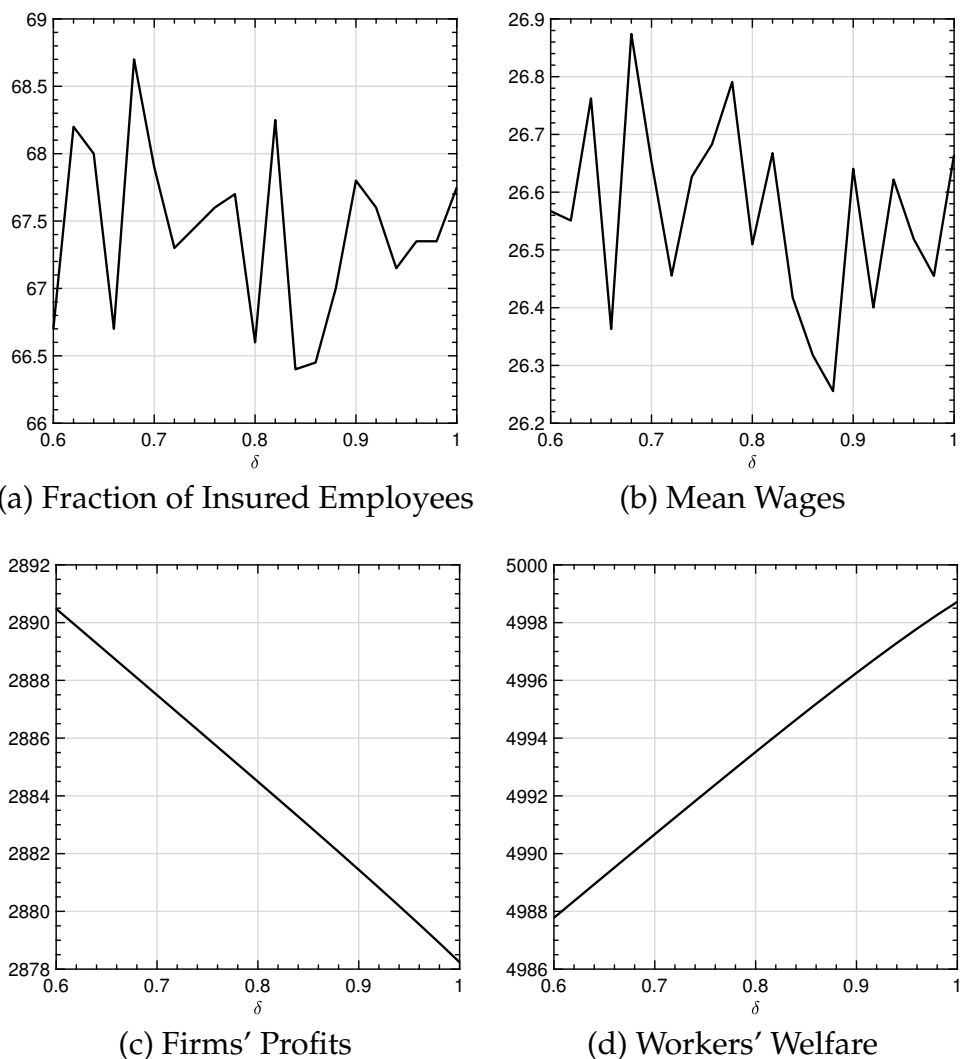 69
68.5
68
67.5
67
66.5
66
0.6 0.7 0.8 0.9 1
δ
a) Fraction of Insured Employees
26.9
26.8
26.7
26.6
26.5
26.4
26.3
26.2
0.6 0.7 0.8 0.9 1
δ
(b) Mean Wages
2892
2890
2888
2886
2884
2882
2880
2878
0.6 0.7 0.8 0.9 1
δ
(c) Firms’ Profits
5000
4998
4996
4994
4992
4990
4988
4986
0.6 0.7 0.8 0.9 1
δ
(d) Workers’ Welfare